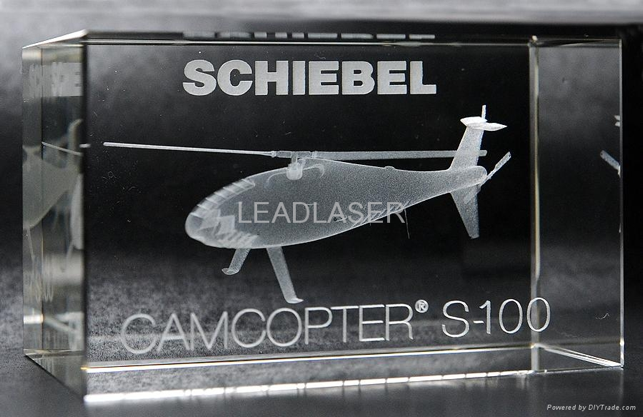 SCHIEBEL
LEADLASER
CAMCOPTER® S-100
Powered by DIYTrade.com